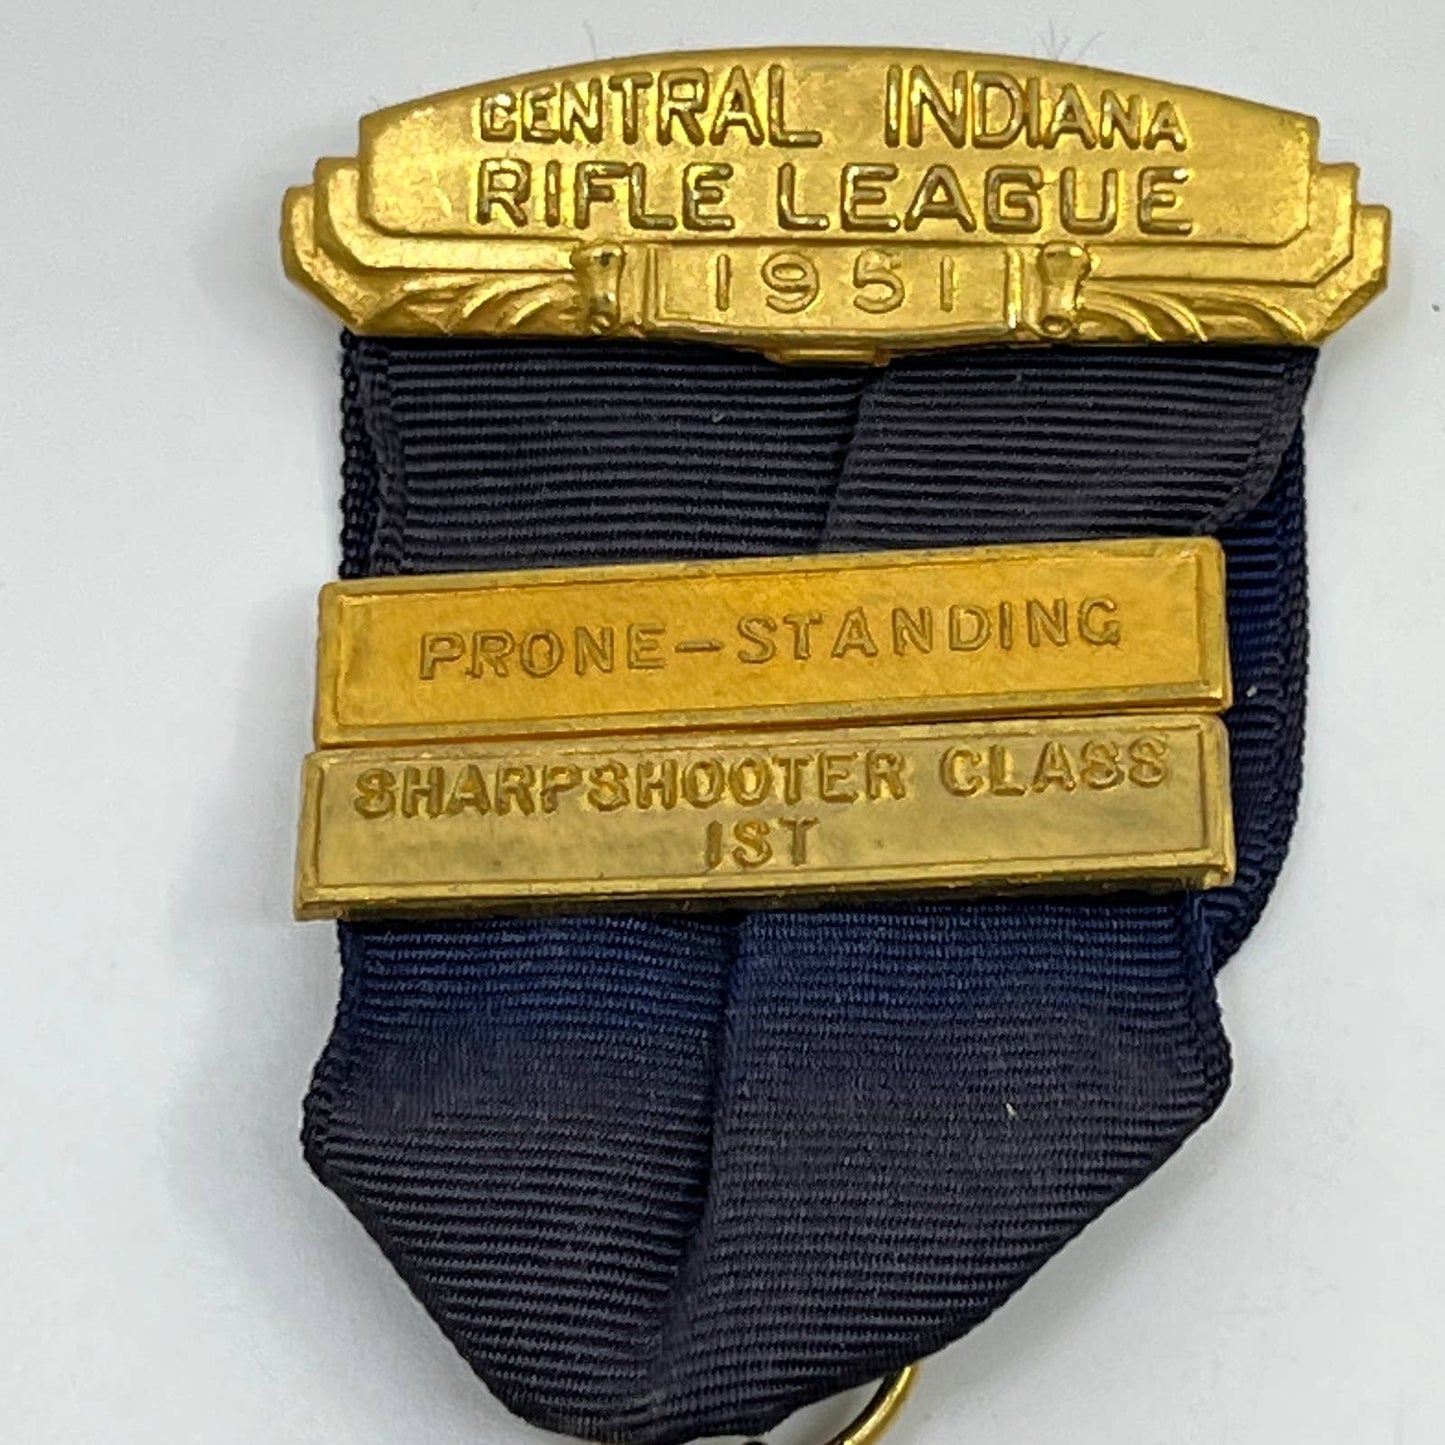 CENTRAL INDIANA
RIFLE LEAGUE
1951
PRONE-STANDING
SHARPSHOOTER CLASS
1ST